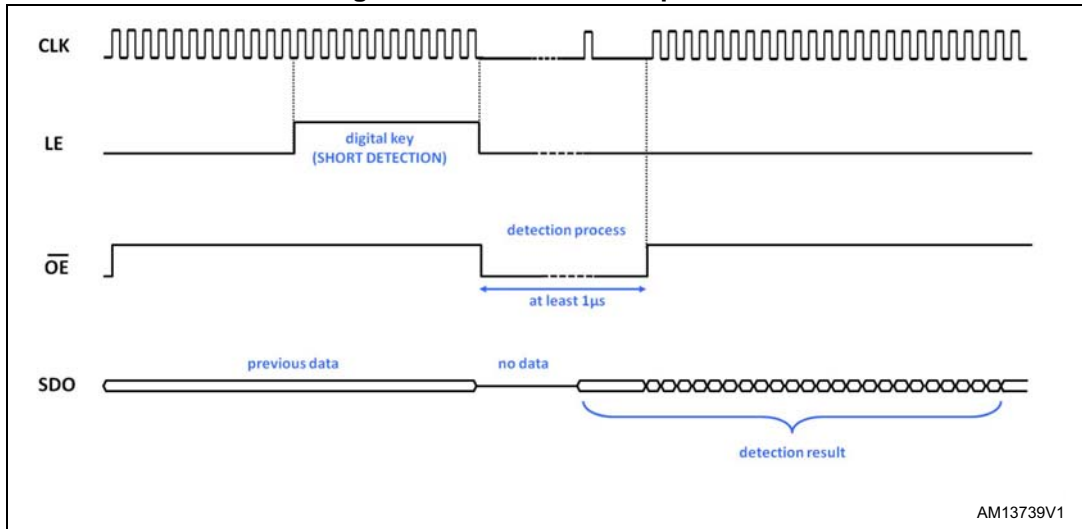 CLK
LE
digital key
(SHORT DETECTION)
detection process
OE
at least 1µs
previous data
no data
SDO
detection result
AM13739V1